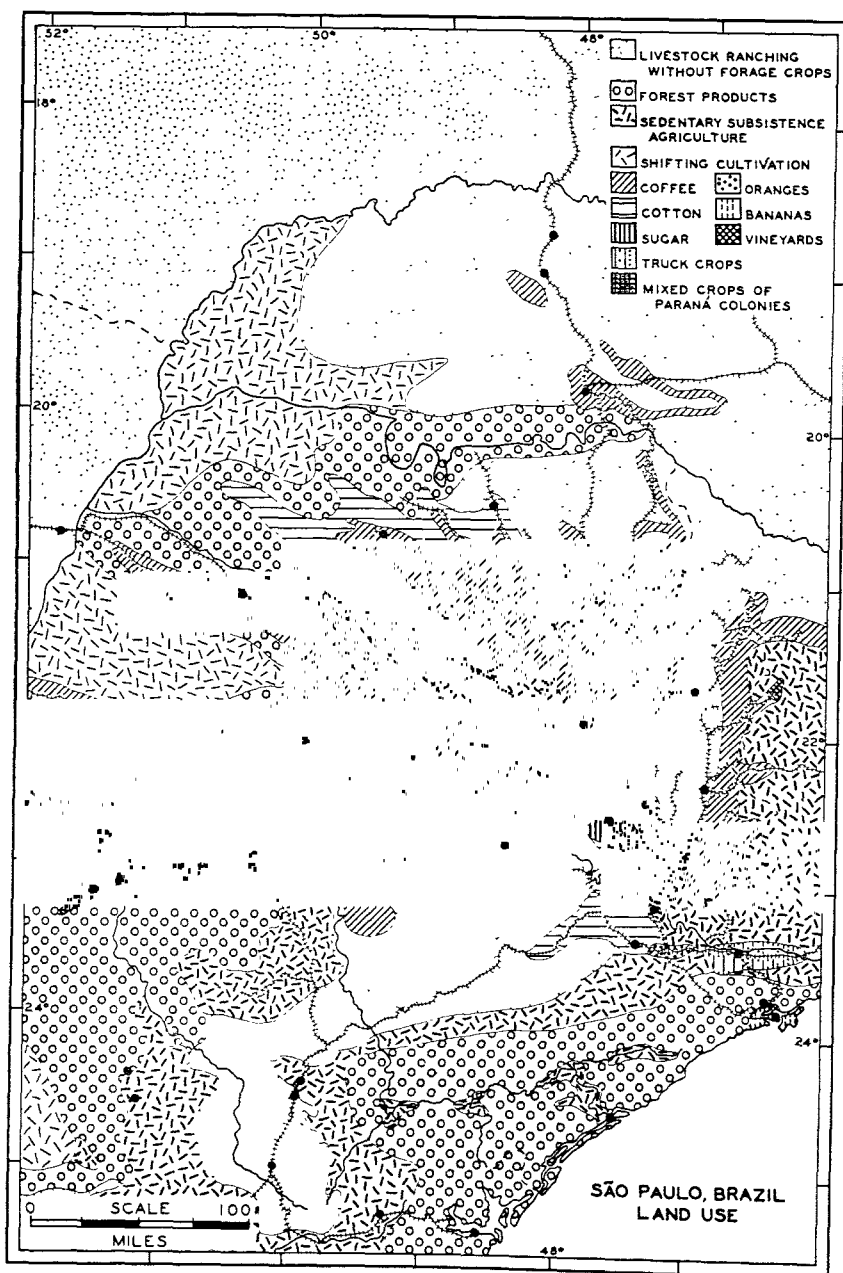 52°
50°
48°
18°
LIVESTOCK RANCHING
WITHOUT FORAGE CROPS
FOREST PRODUCTS
SEDENTARY SUBSISTENCE
AGRICULTURE
SHIFTING CULTIVATION
COFFEE
ORANGES
COTTON
BANANAS
SUGAR
VINEYARDS
TRUCK CROPS
MIXED CROPS OF
PARANÁ COLONIES
20°
20°
22°
24°
24°
0 SCALE 100
MILES
SÃO PAULO, BRAZIL
LAND USE
48°